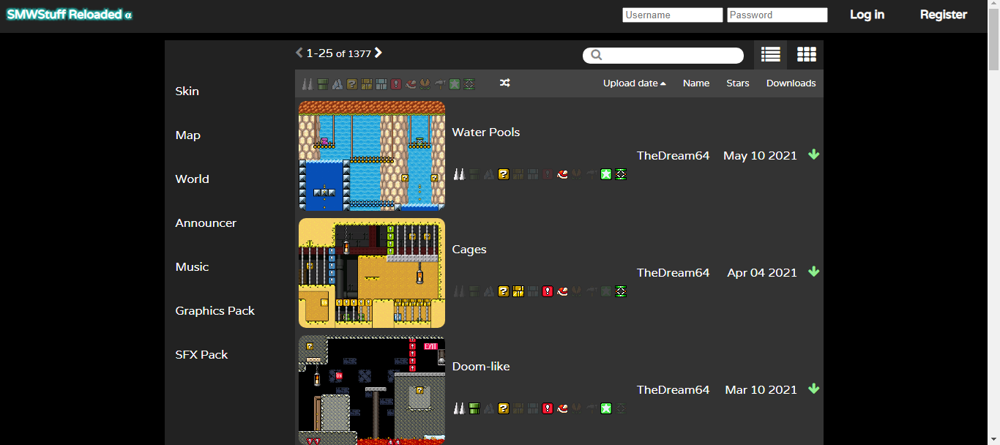 SMWStuff Reloaded α
Username Password Log in Register
1-25 of 1377
Upload date Name Stars Downloads
Skin
Map
World
Announcer
Music
Graphics Pack
SFX Pack
Water Pools
TheDream64 May 10 2021
Cages
TheDream64 Apr 04 2021
EXIT
ON
Doom-like
TheDream64 Mar 10 2021